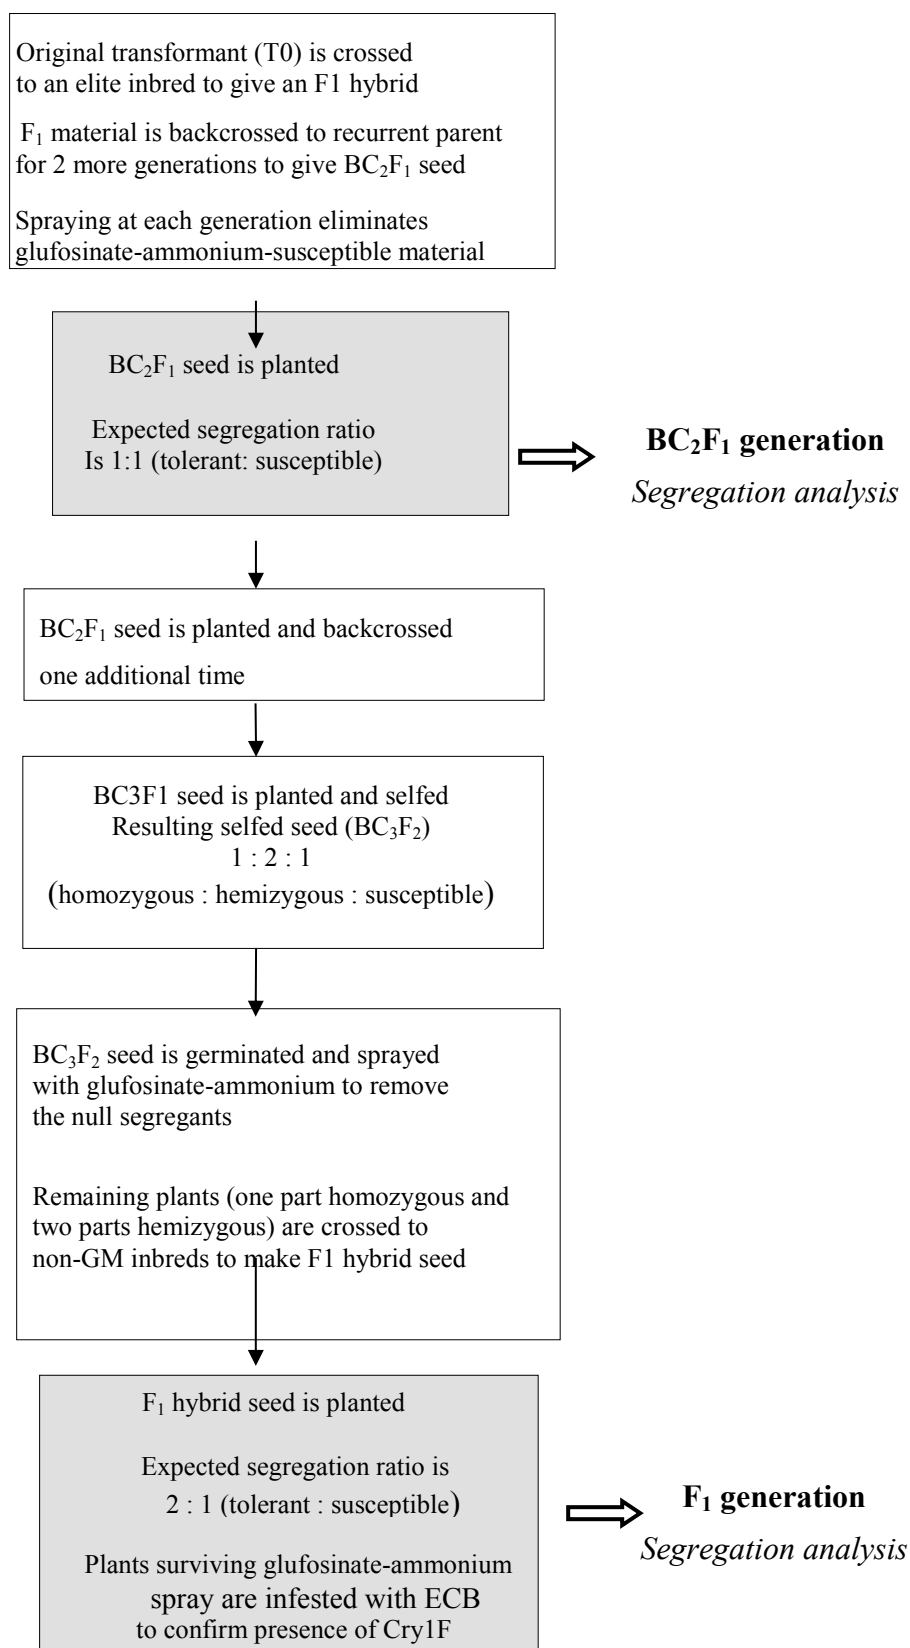 Original transformant (T0) is crossed
to an elite inbred to give an F1 hybrid
F₁ material is backcrossed to recurrent parent
for 2 more generations to give BC₂F₁ seed
Spraying at each generation eliminates
glufosinate-ammonium-susceptible material
BC₂F₁ seed is planted
Expected segregation ratio
Is 1:1 (tolerant: susceptible)
BC₂F₁ generation
Segregation analysis
BC₂F₁ seed is planted and backcrossed
one additional time
BC3F1 seed is planted and selfed
Resulting selfed seed (BC₃F₂)
1 : 2 : 1
(homozygous : hemizygous : susceptible)
BC₃F₂ seed is germinated and sprayed
with glufosinate-ammonium to remove
the null segregants
Remaining plants (one part homozygous and
two parts hemizygous) are crossed to
non-GM inbreds to make F1 hybrid seed
F₁ hybrid seed is planted
Expected segregation ratio is
2 : 1 (tolerant : susceptible)
Plants surviving glufosinate-ammonium
spray are infested with ECB
to confirm presence of Cry1F
F₁ generation
Segregation analysis